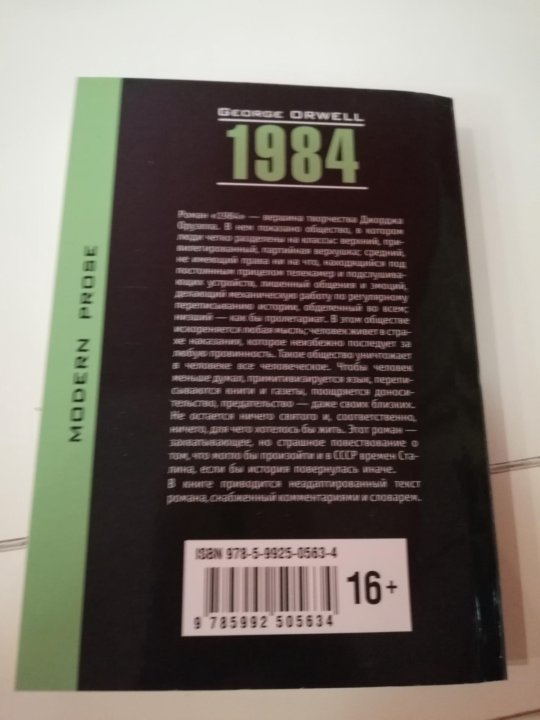 GEORGE ORWELL
1984
Роман «1984» — вершина творчества Джорджа
Оруэлла. В нем показано общество, в котором
люди четко разделены на классы: верхний, при-
вилегированный, партийная верхушка; средний,
не имеющий права ни на что, находящийся под
постоянным прицелом телекамер и подслушива-
ющих устройств, лишенный общения и эмоций,
делающий механическую работу по регулярному
переписыванию истории, обделенный во всем;
низший — как бы пролетариат. В этом обществе
искореняется любая мысль; человек живет в стра-
хе наказания, которое неизбежно последует за
любую провинность. Такое общество уничтожает
в человеке все человеческое. Чтобы человек
меньше думал, примитивизируется язык, перепи-
сываются книги и газеты, поощряется доноси-
тельство, предательство — даже своих близких.
Не остается ничего святого и, соответственно,
ничего, для чего хотелось бы жить. Этот роман —
захватывающее, но страшное повествование о
том, что могло бы произойти и в СССР времен Ста-
лина, если бы история повернулась иначе.
В книге приводится неадаптированный текст
романа, снабженный комментариями и словарем.
MODERN PROSE
ISBN 978-5-9925-0563-4
16+
9 785992 505634